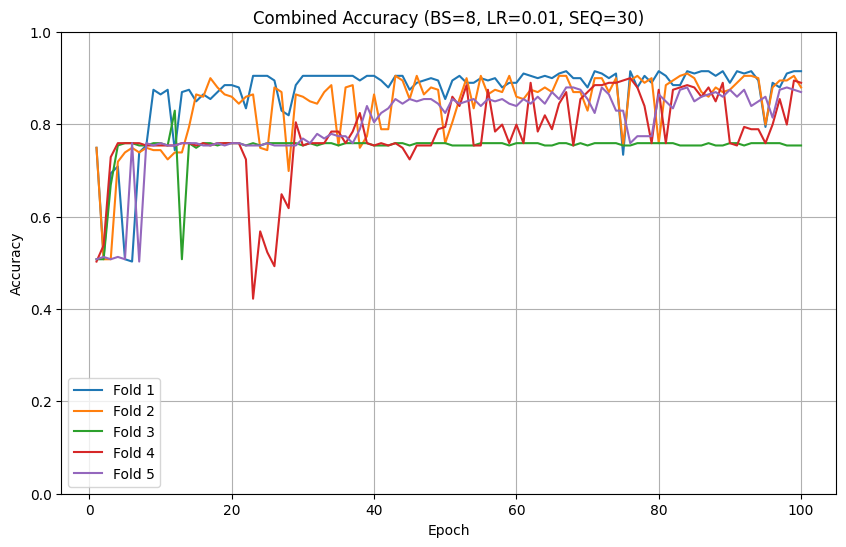 Combined Accuracy (BS=8, LR=0.01, SEQ=30)
1.0
0.8
0.6
0.4
0.2
0.0
Accuracy
Fold 1
Fold 2
Fold 3
Fold 4
Fold 5
0 20 40 60 80 100
Epoch